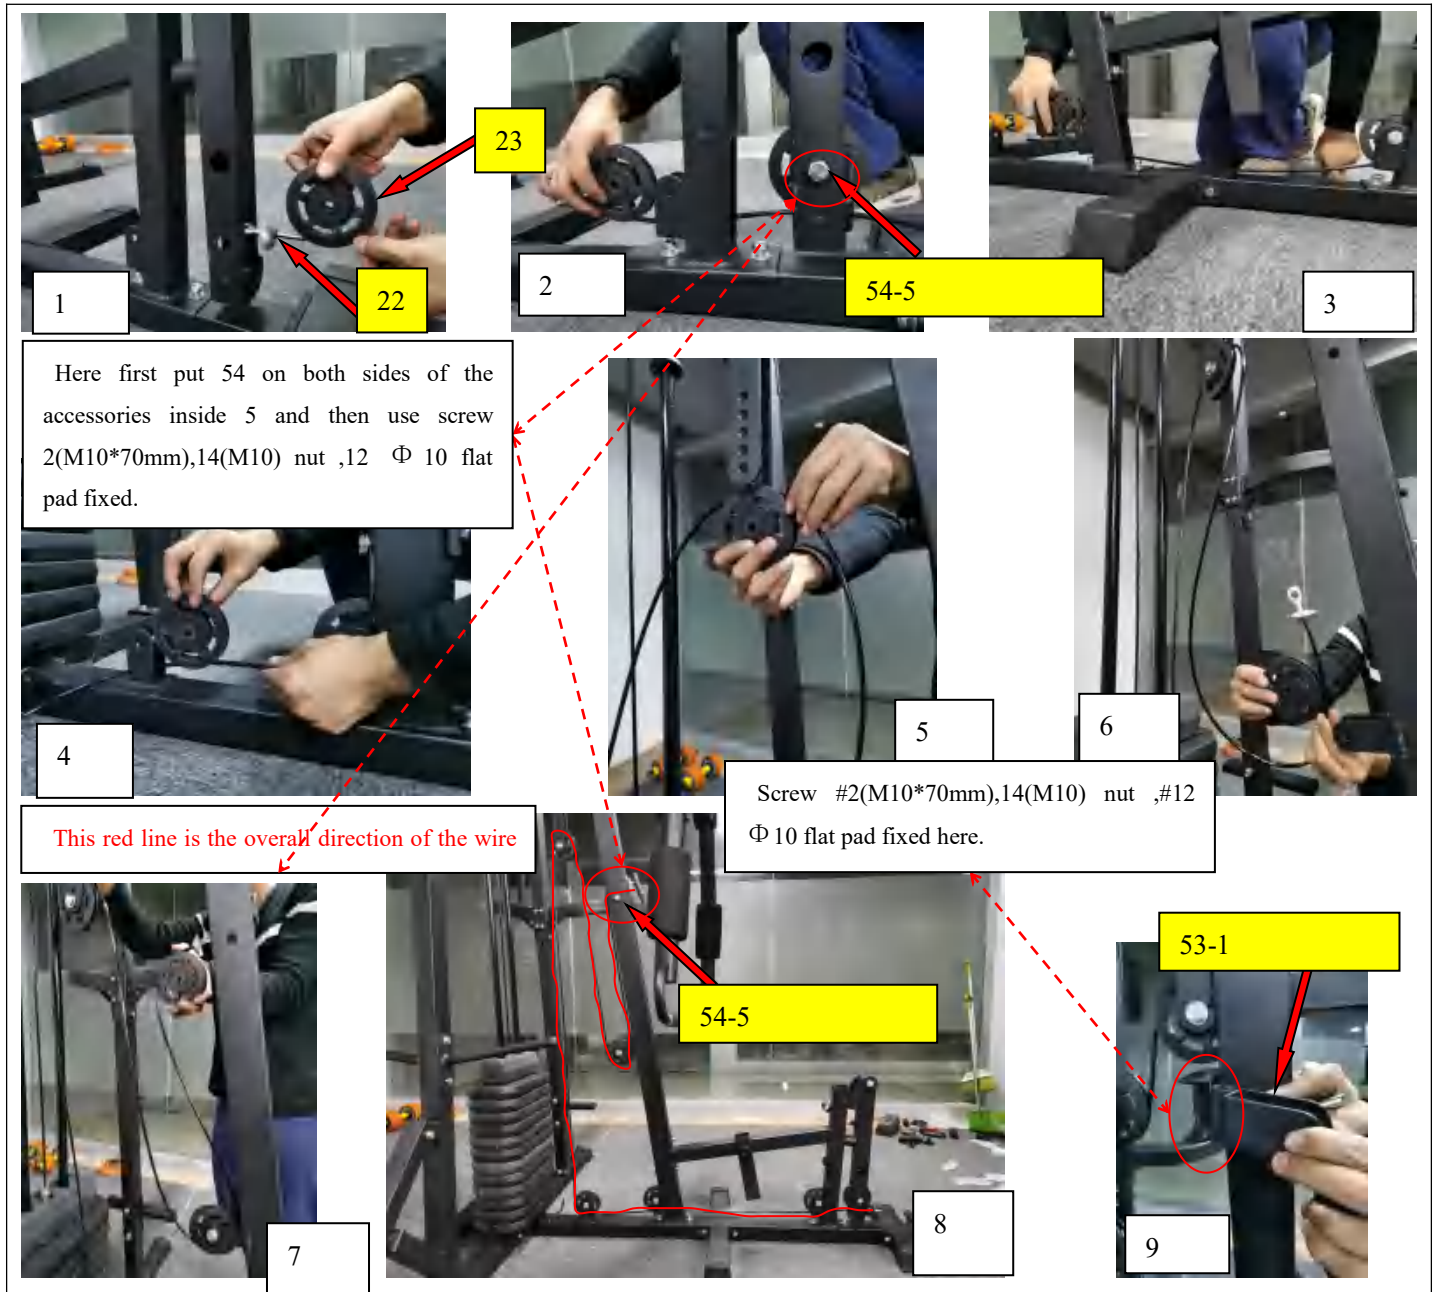 23
22
1
2
54-5
3
Here first put 54 on both sides of the
accessories inside 5 and then use screw
2(M10*70mm),14(M10) nut ,12 Φ 10 flat
pad fixed.
4
5
6
This red line is the overall direction of the wire
Screw #2(M10*70mm),14(M10) nut ,#12
Φ 10 flat pad fixed here.
7
54-5
8
53-1
9